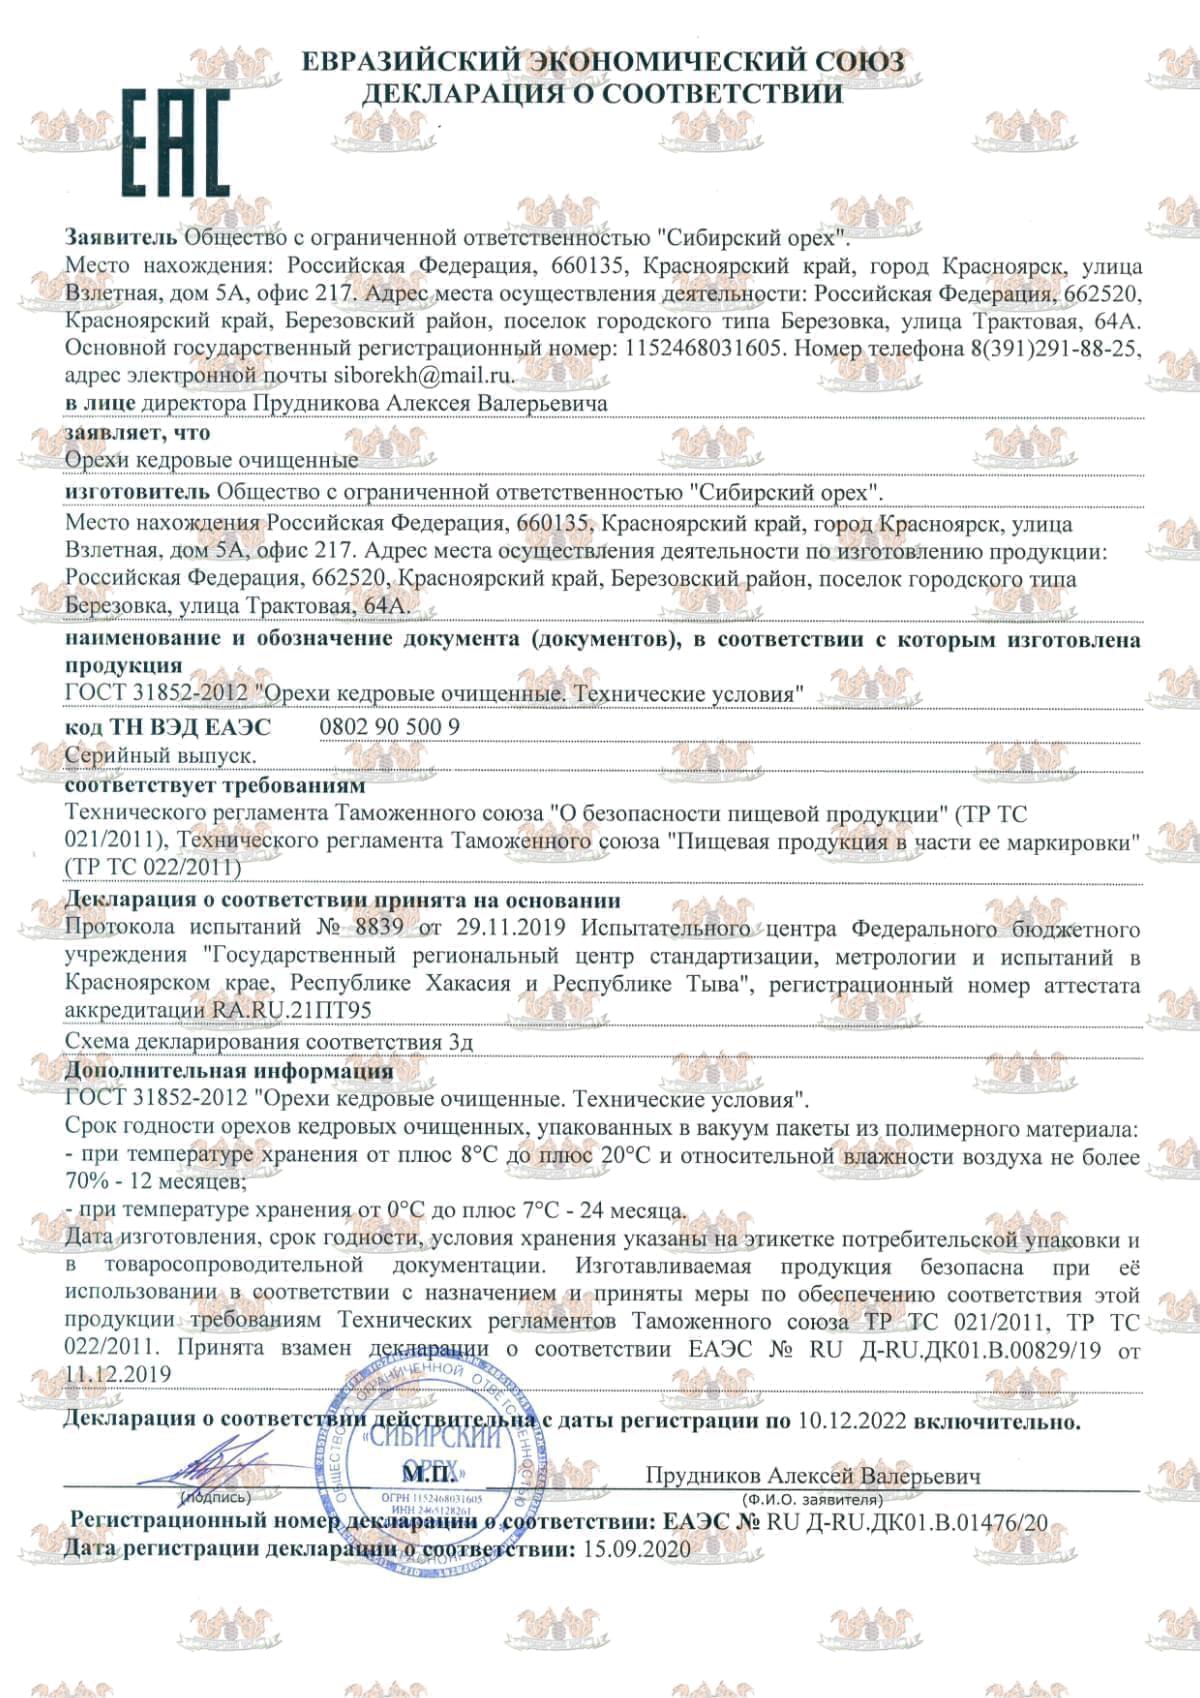 ЕВРАЗИЙСКИЙ ЭКОНОМИЧЕСКИЙ СОЮЗ
ДЕКЛАРАЦИЯ О СООТВЕТСТВИИ
ЕАС
Заявитель Общество с ограниченной ответственностью "Сибирский орех".
Место нахождения: Российская Федерация, 660135, Красноярский край, город Красноярск, улица
Взлетная, дом 5А, офис 217. Адрес места осуществления деятельности: Российская Федерация, 662520,
Красноярский край, Березовский район, поселок городского типа Березовка, улица Трактовая, 64А.
Основной государственный регистрационный номер: 1152468031605. Номер телефона 8(391)291-88-25,
адрес электронной почты siborekh@mail.ru.
в лице директора Прудникова Алексея Валерьевича
заявляет, что
Орехи кедровые очищенные
изготовитель Общество с ограниченной ответственностью "Сибирский орех".
Место нахождения Российская Федерация, 660135, Красноярский край, город Красноярск, улица
Взлетная, дом 5А, офис 217. Адрес места осуществления деятельности по изготовлению продукции:
Российская Федерация, 662520, Красноярский край, Березовский район, поселок городского типа
Березовка, улица Трактовая, 64А.
наименование и обозначение документа (документов), в соответствии с которым изготовлена
продукция
ГОСТ 31852-2012 "Орехи кедровые очищенные. Технические условия"
код ТН ВЭД ЕАЭС 0802 90 500 9
Серийный выпуск.
соответствует требованиям
Технического регламента Таможенного союза "О безопасности пищевой продукции" (ТР ТС
021/2011), Технического регламента Таможенного союза "Пищевая продукция в части ее маркировки"
(ТР ТС 022/2011)
Декларация о соответствии принята на основании
Протокола испытаний № 8839 от 29.11.2019 Испытательного центра Федерального бюджетного
учреждения "Государственный региональный центр стандартизации, метрологии и испытаний в
Красноярском крае, Республике Хакасия и Республике Тыва", регистрационный номер аттестата
аккредитации RA.RU.21ПТ95
Схема декларирования соответствия 3д
Дополнительная информация
ГОСТ 31852-2012 "Орехи кедровые очищенные. Технические условия".
Срок годности орехов кедровых очищенных, упакованных в вакуум пакеты из полимерного материала:
- при температуре хранения от плюс 8°С до плюс 20°С и относительной влажности воздуха не более
70% - 12 месяцев;
- при температуре хранения от 0°С до плюс 7°С - 24 месяца.
Дата изготовления, срок годности, условия хранения указаны на этикетке потребительской упаковки и
в товаросопроводительной документации. Изготавливаемая продукция безопасна при её
использовании в соответствии с назначением и приняты меры по обеспечению соответствия этой
продукции требованиям Технических регламентов Таможенного союза ТР ТС 021/2011, ТР ТС
022/2011. Принята взамен декларации о соответствии ЕАЭС № RU Д-RU.ДК01.В.00829/19 от
11.12.2019
Декларация о соответствии действительна с даты регистрации по 10.12.2022 включительно.
ОБЩЕСТВО С ОГРАНИЧЕННОЙ ОТВЕТСТВЕННОСТЬЮ
«СИБИРСКИЙ
ОРЕХ»
ОГРН 1152468031605
ИНН 2465128261
М.П.
Прудников Алексей Валерьевич
(подпись)
(Ф.И.О. заявителя)
Регистрационный номер декларации о соответствии: ЕАЭС № RU Д-RU.ДК01.В.01476/20
Дата регистрации декларации о соответствии: 15.09.2020